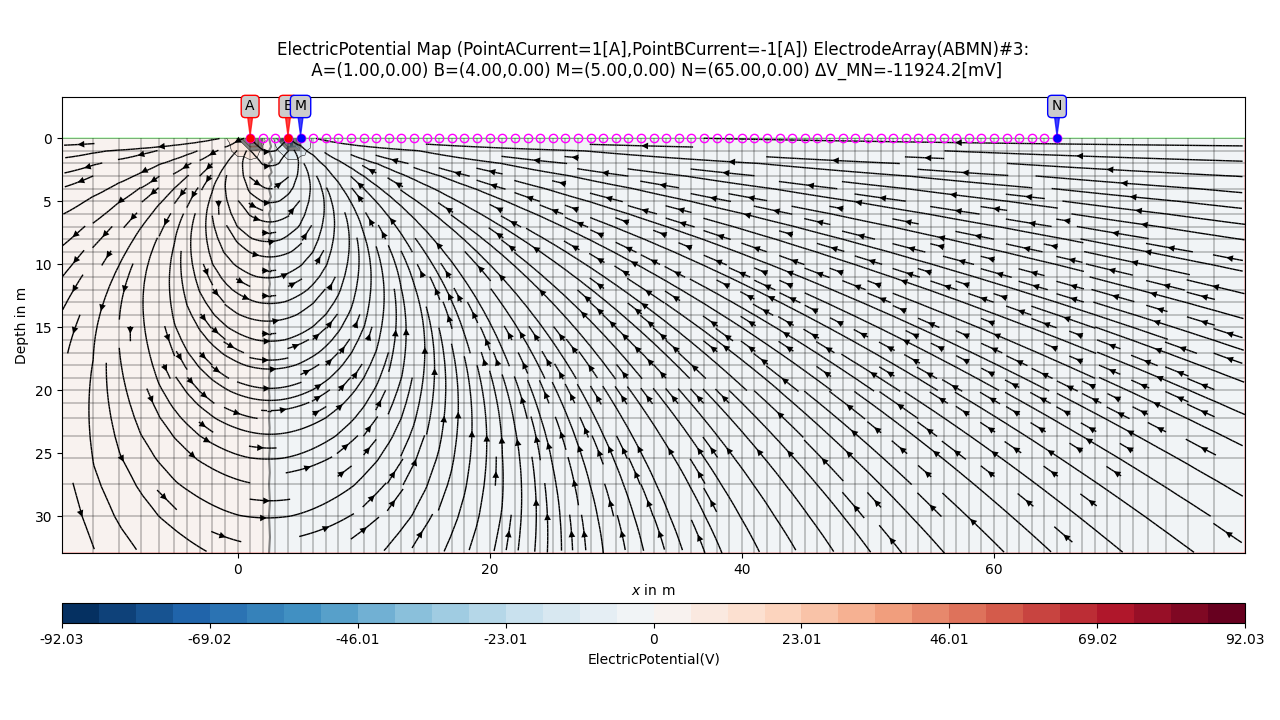 ElectricPotential Map (PointACurrent=1[A],PointBCurrent=-1[A]) ElectrodeArray(ABMN)#3:
A=(1.00,0.00) B=(4.00,0.00) M=(5.00,0.00) N=(65.00,0.00) ΔV_MN=-11924.2[mV]
A B M N
0
5
10
15
20
25
30
Depth in m
0 20 40 60
x in m
-92.03 -69.02 -46.01 -23.01 0 23.01 46.01 69.02 92.03
ElectricPotential(V)